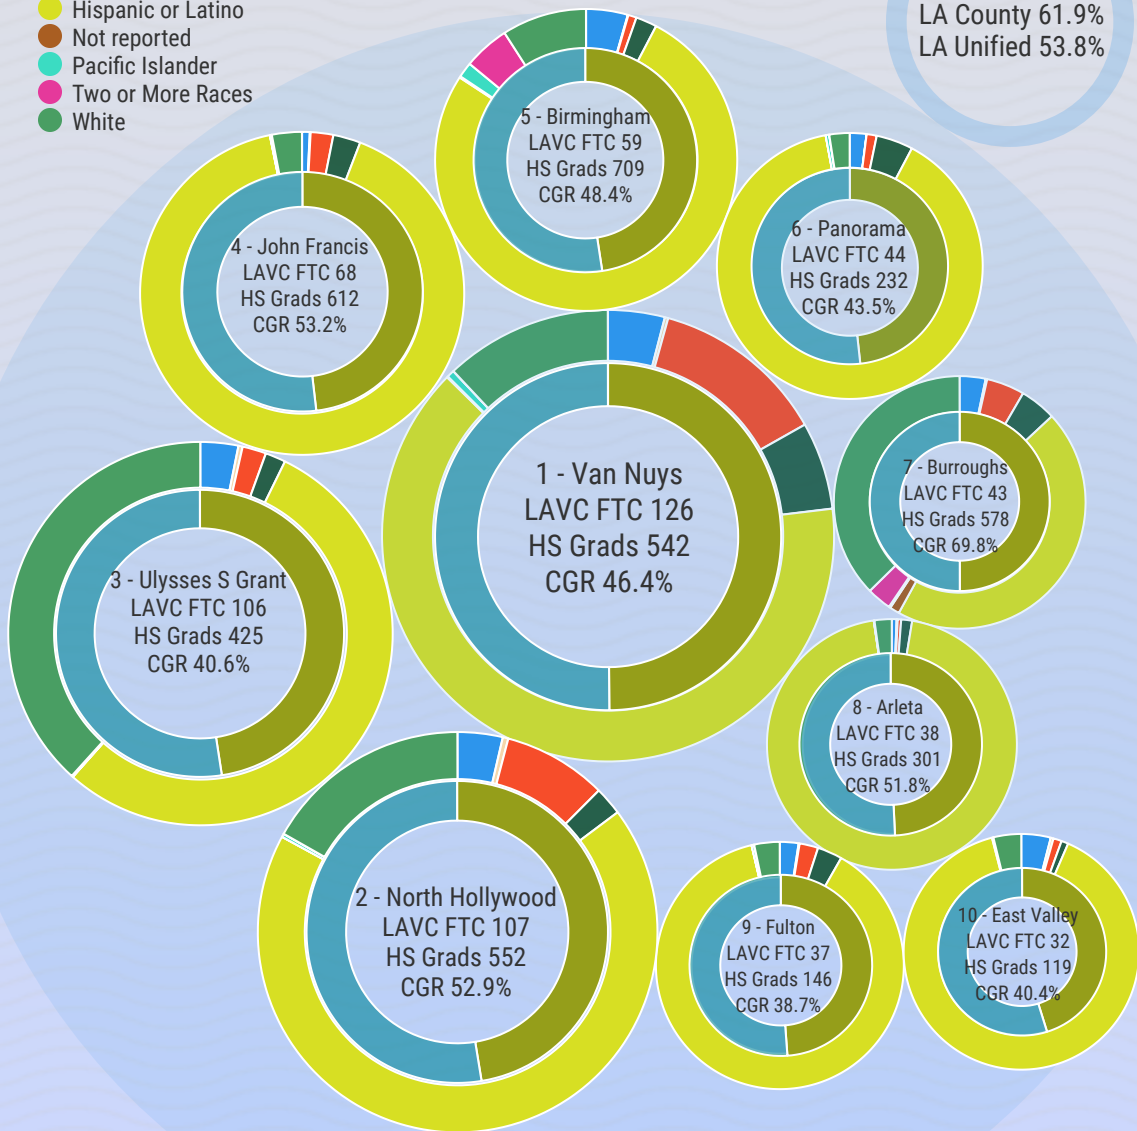 Hispanic or Latino
Not reported
Pacific Islander
Two or More Races
White
LA County 61.9%
LA Unified 53.8%
5 - Birmingham
LAVC FTC 59
HS Grads 709
CGR 48.4%
4 - John Francis
LAVC FTC 68
HS Grads 612
CGR 53.2%
6 - Panorama
LAVC FTC 44
HS Grads 232
CGR 43.5%
1 - Van Nuys
LAVC FTC 126
HS Grads 542
CGR 46.4%
7 - Burroughs
LAVC FTC 43
HS Grads 578
CGR 69.8%
3 - Ulysses S Grant
LAVC FTC 106
HS Grads 425
CGR 40.6%
8 - Arleta
LAVC FTC 38
HS Grads 301
CGR 51.8%
2 - North Hollywood
LAVC FTC 107
HS Grads 552
CGR 52.9%
9 - Fulton
LAVC FTC 37
HS Grads 146
CGR 38.7%
10 - East Valley
LAVC FTC 32
HS Grads 119
CGR 40.4%